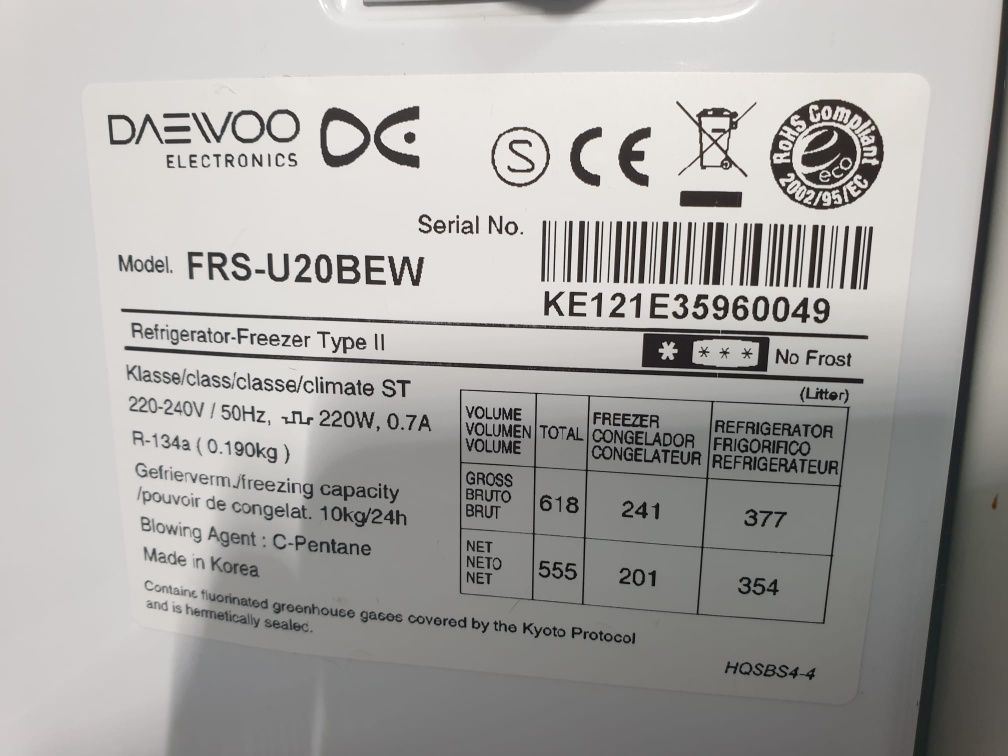 DAEWOO
ELECTRONICS
S
CE
RoHS Compliant
eco
2002/95/EC
Serial No.
Model. FRS-U20BEW
KE121E35960049
Refrigerator-Freezer Type II
* *** No Frost
Klasse/class/classe/climate ST
220-240V / 50Hz, 220W, 0.7A
R-134a ( 0.190kg )
Gefrierverm./freezing capacity
/pouvoir de congelat. 10kg/24h
Blowing Agent : C-Pentane
Made in Korea
(Litter)
VOLUME
VOLUMEN
VOLUME
TOTAL
FREEZER
CONGELADOR
CONGELATEUR
REFRIGERATOR
FRIGORIFICO
REFRIGERATEUR
GROSS
BRUTO
BRUT
618 241 377
NET
NETO
NET
555 201 354
Contains fluorinated greenhouse gases covered by the Kyoto Protocol
and is hermetically sealed.
HQSBS4-4